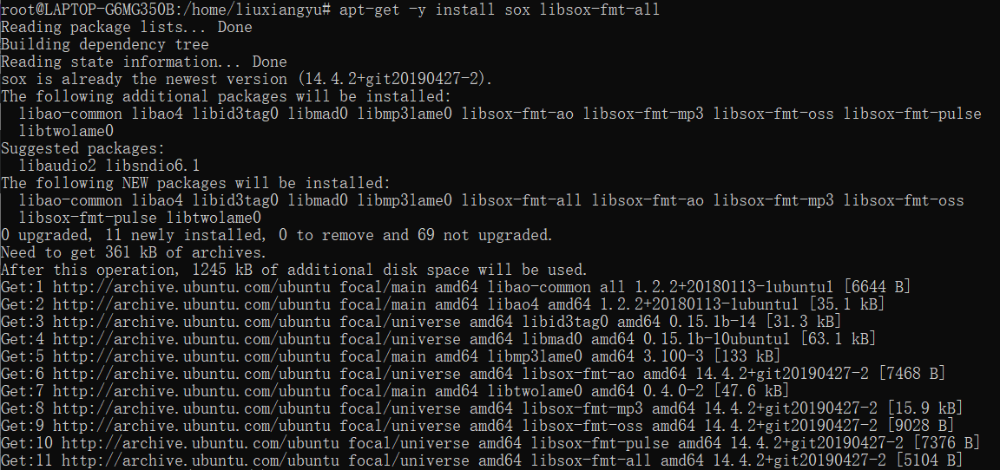 root@LAPTOP-G6MG350B:/home/liuxiangyu# apt-get -y install sox libsox-fmt-all
Reading package lists... Done
Building dependency tree
Reading state information... Done
sox is already the newest version (14.4.2+git20190427-2).
The following additional packages will be installed:
  libao-common libao4 libid3tag0 libmad0 libmp3lame0 libsox-fmt-ao libsox-fmt-mp3 libsox-fmt-oss libsox-fmt-pulse
  libtwolame0
Suggested packages:
  libaudio2 libsndio6.1
The following NEW packages will be installed:
  libao-common libao4 libid3tag0 libmad0 libmp3lame0 libsox-fmt-all libsox-fmt-ao libsox-fmt-mp3 libsox-fmt-oss
  libsox-fmt-pulse libtwolame0
0 upgraded, 11 newly installed, 0 to remove and 69 not upgraded.
Need to get 361 kB of archives.
After this operation, 1245 kB of additional disk space will be used.
Get:1 http://archive.ubuntu.com/ubuntu focal/main amd64 libao-common all 1.2.2+20180113-1ubuntu1 [6644 B]
Get:2 http://archive.ubuntu.com/ubuntu focal/main amd64 libao4 amd64 1.2.2+20180113-1ubuntu1 [35.1 kB]
Get:3 http://archive.ubuntu.com/ubuntu focal/universe amd64 libid3tag0 amd64 0.15.1b-14 [31.3 kB]
Get:4 http://archive.ubuntu.com/ubuntu focal/universe amd64 libmad0 amd64 0.15.1b-10ubuntu1 [63.1 kB]
Get:5 http://archive.ubuntu.com/ubuntu focal/main amd64 libmp3lame0 amd64 3.100-3 [133 kB]
Get:6 http://archive.ubuntu.com/ubuntu focal/universe amd64 libsox-fmt-ao amd64 14.4.2+git20190427-2 [7468 B]
Get:7 http://archive.ubuntu.com/ubuntu focal/main amd64 libtwolame0 amd64 0.4.0-2 [47.6 kB]
Get:8 http://archive.ubuntu.com/ubuntu focal/universe amd64 libsox-fmt-mp3 amd64 14.4.2+git20190427-2 [15.9 kB]
Get:9 http://archive.ubuntu.com/ubuntu focal/universe amd64 libsox-fmt-oss amd64 14.4.2+git20190427-2 [9028 B]
Get:10 http://archive.ubuntu.com/ubuntu focal/universe amd64 libsox-fmt-pulse amd64 14.4.2+git20190427-2 [7376 B]
Get:11 http://archive.ubuntu.com/ubuntu focal/universe amd64 libsox-fmt-all amd64 14.4.2+git20190427-2 [5104 B]